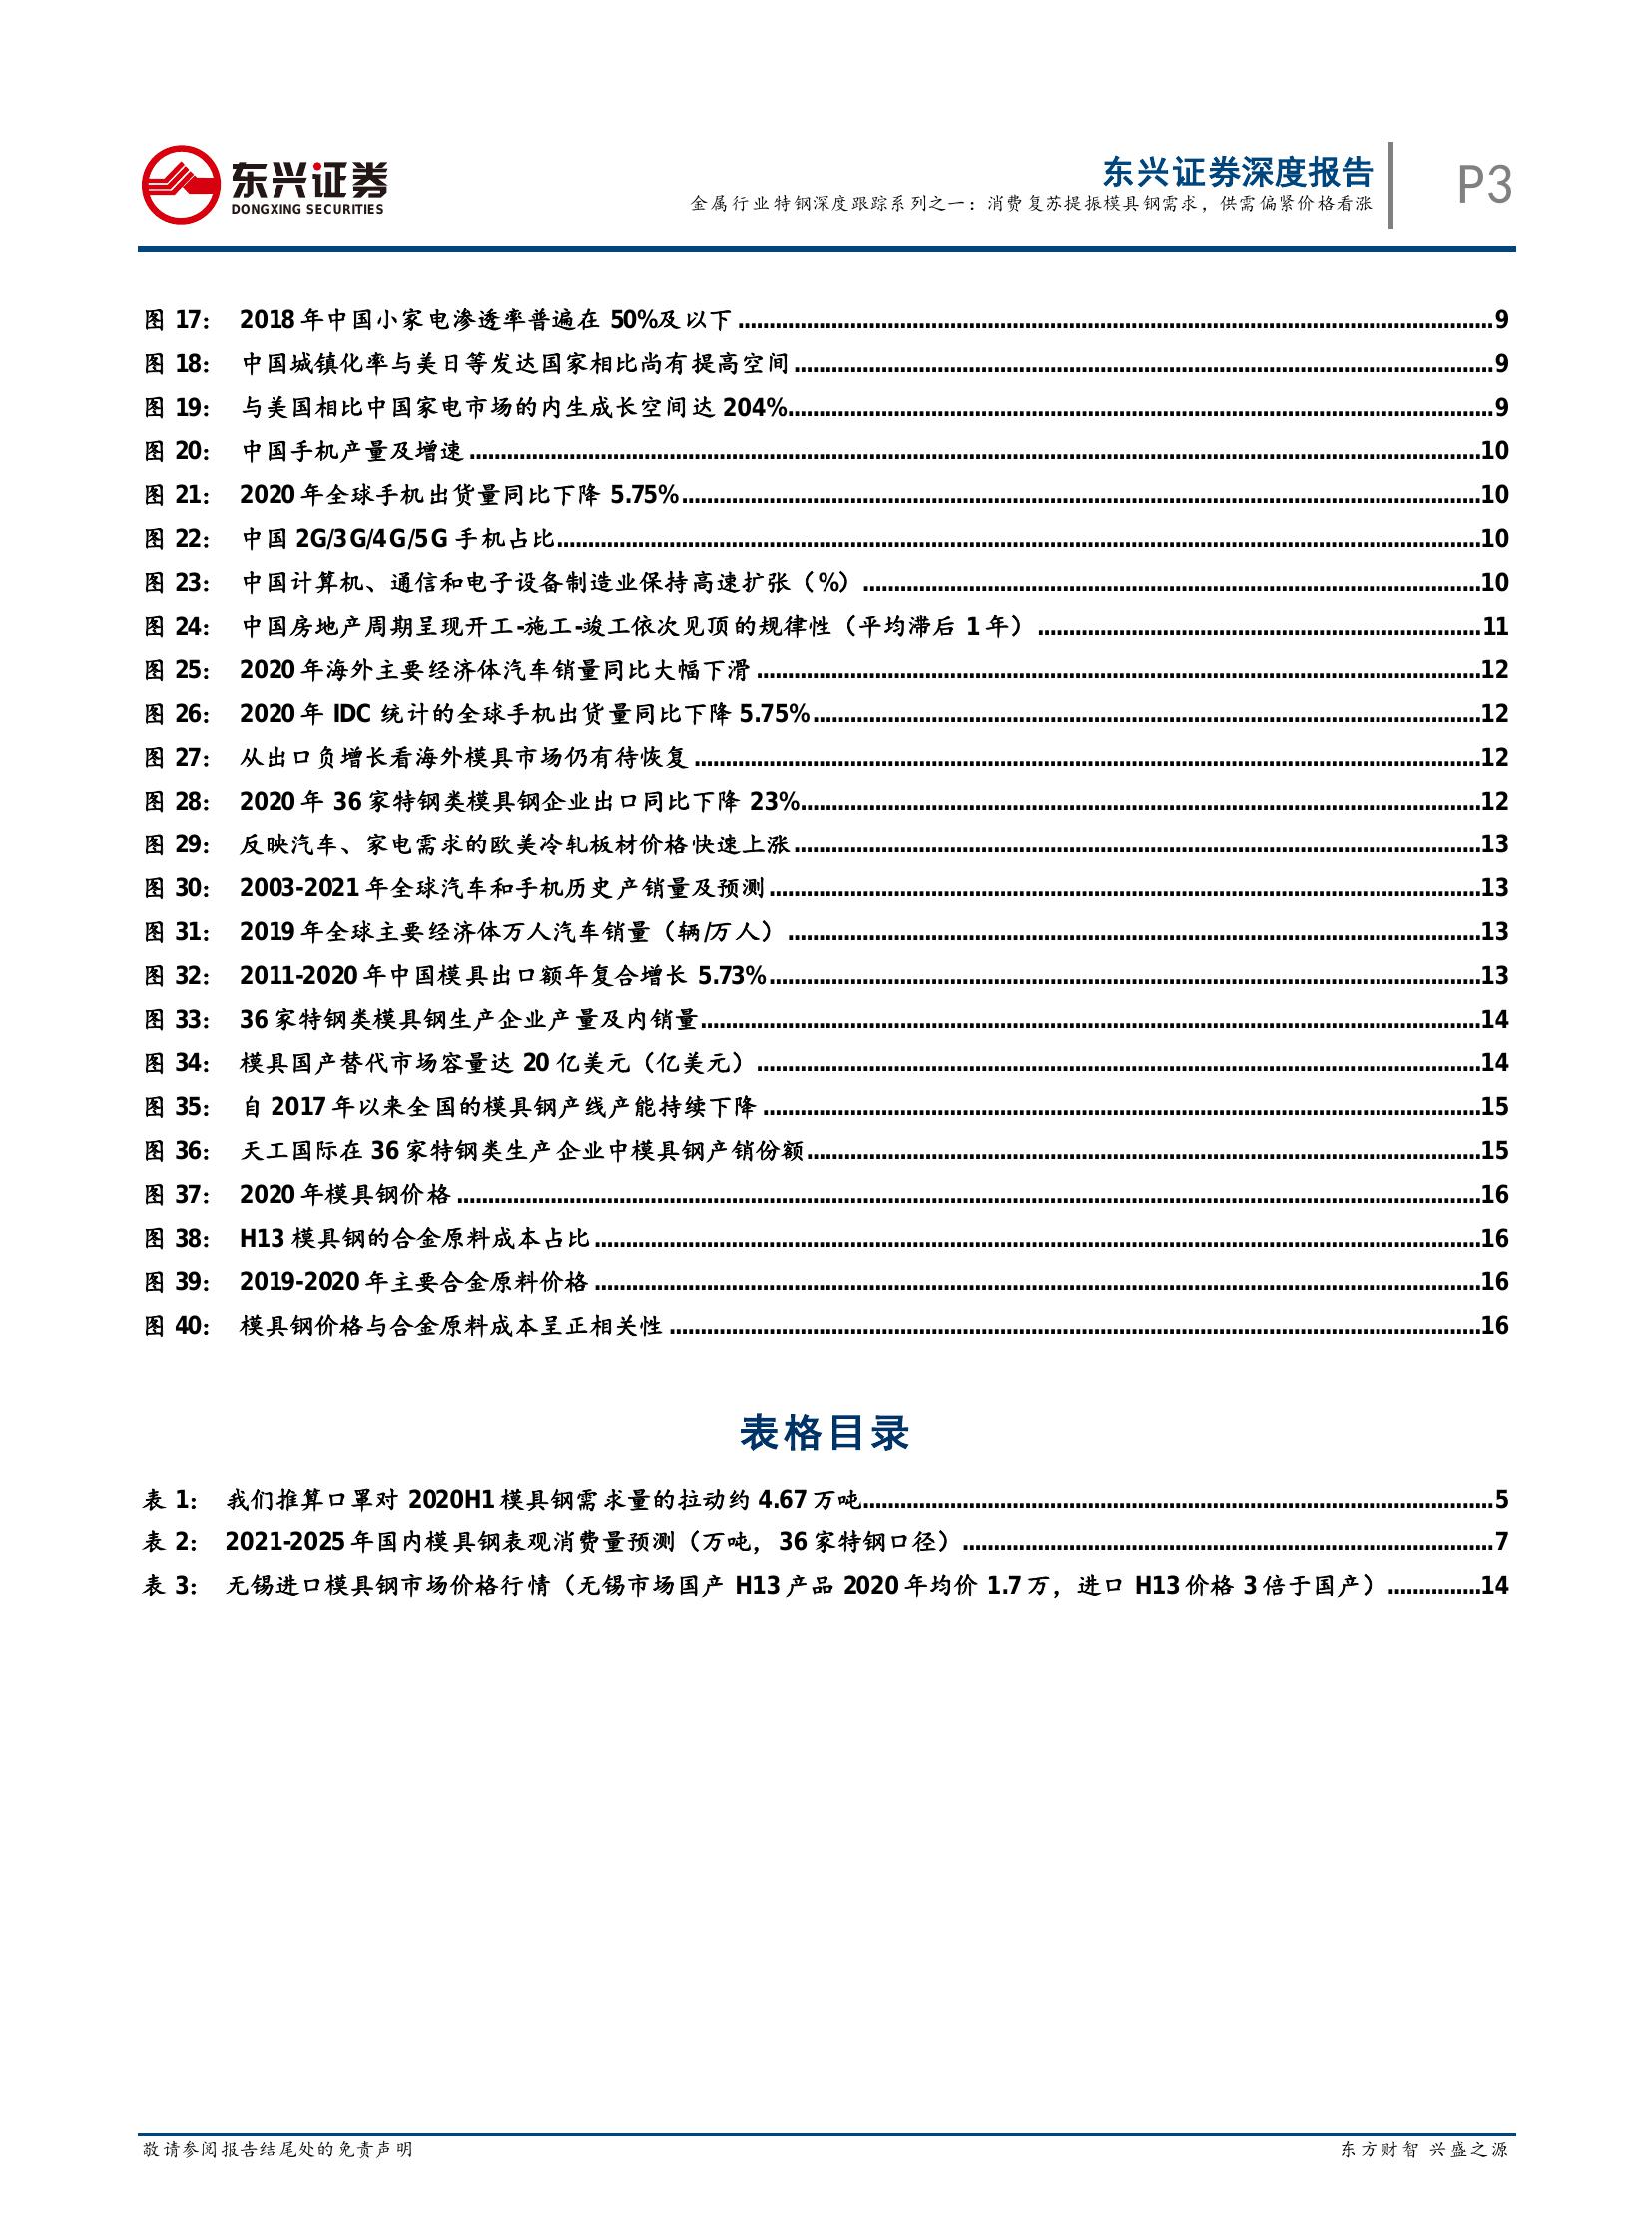 东兴证券
DONGXING SECURITIES
东兴证券深度报告
金属行业特钢深度跟踪系列之一：消费复苏提振模具钢需求，供需偏紧价格看涨
P3
图 17： 2018 年中国小家电渗透率普遍在 50%及以下 9
图 18： 中国城镇化率与美日等发达国家相比尚有提高空间 9
图 19： 与美国相比中国家电市场的内生成长空间达 204% 9
图 20： 中国手机产量及增速 10
图 21： 2020 年全球手机出货量同比下降 5.75% 10
图 22： 中国 2G/3G/4G/5G 手机占比 10
图 23： 中国计算机、通信和电子设备制造业保持高速扩张（%） 10
图 24： 中国房地产周期呈现开工-施工-竣工依次见顶的规律性（平均滞后 1 年） 11
图 25： 2020 年海外主要经济体汽车销量同比大幅下滑 12
图 26： 2020 年 IDC 统计的全球手机出货量同比下降 5.75% 12
图 27： 从出口负增长看海外模具市场仍有待恢复 12
图 28： 2020 年 36 家特钢类模具钢企业出口同比下降 23% 12
图 29： 反映汽车、家电需求的欧美冷轧板材价格快速上涨 13
图 30： 2003-2021 年全球汽车和手机历史产销量及预测 13
图 31： 2019 年全球主要经济体万人汽车销量（辆/万人） 13
图 32： 2011-2020 年中国模具出口额年复合增长 5.73% 13
图 33： 36 家特钢类模具钢生产企业产量及内销量 14
图 34： 模具国产替代市场容量达 20 亿美元（亿美元） 14
图 35： 自 2017 年以来全国的模具钢产线产能持续下降 15
图 36： 天工国际在 36 家特钢类生产企业中模具钢产销份额 15
图 37： 2020 年模具钢价格 16
图 38： H13 模具钢的合金原料成本占比 16
图 39： 2019-2020 年主要合金原料价格 16
图 40： 模具钢价格与合金原料成本呈正相关性 16
表格目录
表 1： 我们推算口罩对 2020H1 模具钢需求量的拉动约 4.67 万吨 5
表 2： 2021-2025 年国内模具钢表观消费量预测（万吨，36 家特钢口径） 7
表 3： 无锡进口模具钢市场价格行情（无锡市场国产 H13 产品 2020 年均价 1.7 万，进口 H13 价格 3 倍于国产） 14
敬请参阅报告结尾处的免责声明
东方财智 兴盛之源